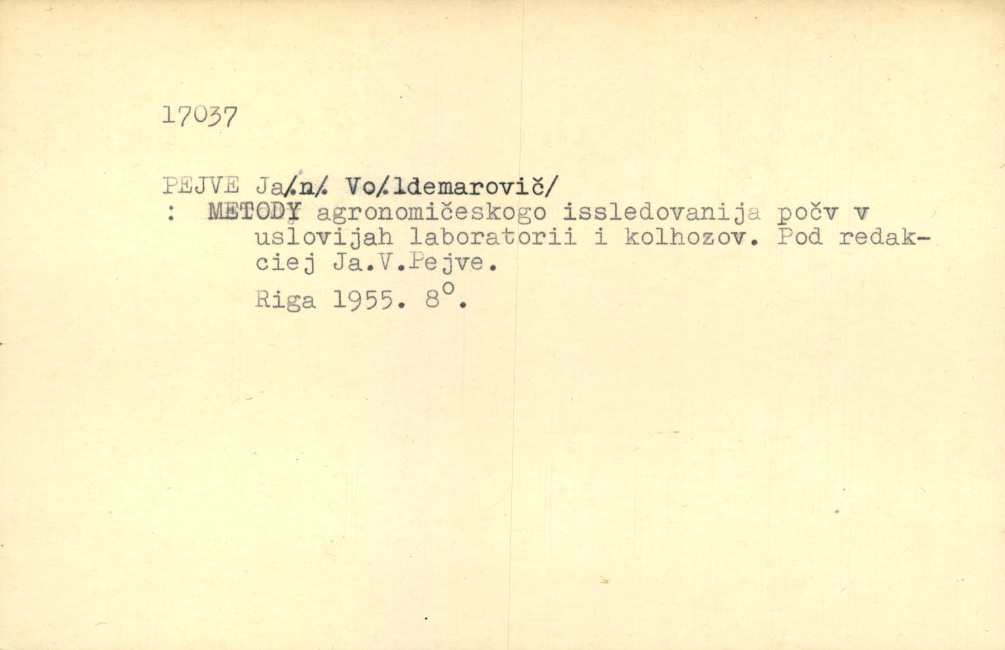 17037
PEJVE Ja/.n/. Vo/.ldemarovič/
: METODY agronomičeskogo issledovanija počv v
uslovijah laboratorii i kolhozov. Pod redak-
ciej Ja.V.Pejve.
Riga 1955. 8°.